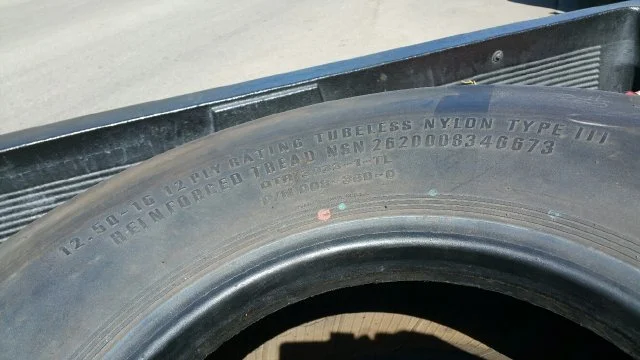 12.50-16 12 PLY RATING TUBELESS NYLON TYPE III
REINFORCED TREAD NSN 2620008346673